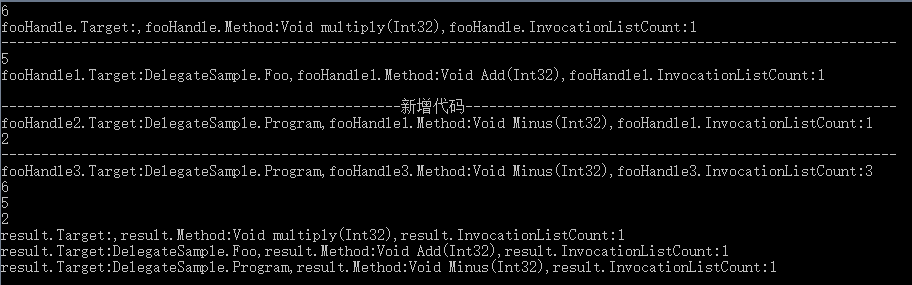 6
fooHandle.Target:,fooHandle.Method:Void multiply(Int32),fooHandle.InvocationListCount:1
----------------------------------------------------------------------------------------------------------------
5
fooHandle1.Target:DelegateSample.Foo,fooHandle1.Method:Void Add(Int32),fooHandle1.InvocationListCount:1
--------------------------------------------------新增代码------------------------------------------------------
fooHandle2.Target:DelegateSample.Program,fooHandle1.Method:Void Minus(Int32),fooHandle1.InvocationListCount:1
2
----------------------------------------------------------------------------------------------------------------
fooHandle3.Target:DelegateSample.Program,fooHandle3.Method:Void Minus(Int32),fooHandle3.InvocationListCount:3
6
5
2
result.Target:,result.Method:Void multiply(Int32),result.InvocationListCount:1
result.Target:DelegateSample.Foo,result.Method:Void Add(Int32),result.InvocationListCount:1
result.Target:DelegateSample.Program,result.Method:Void Minus(Int32),result.InvocationListCount:1